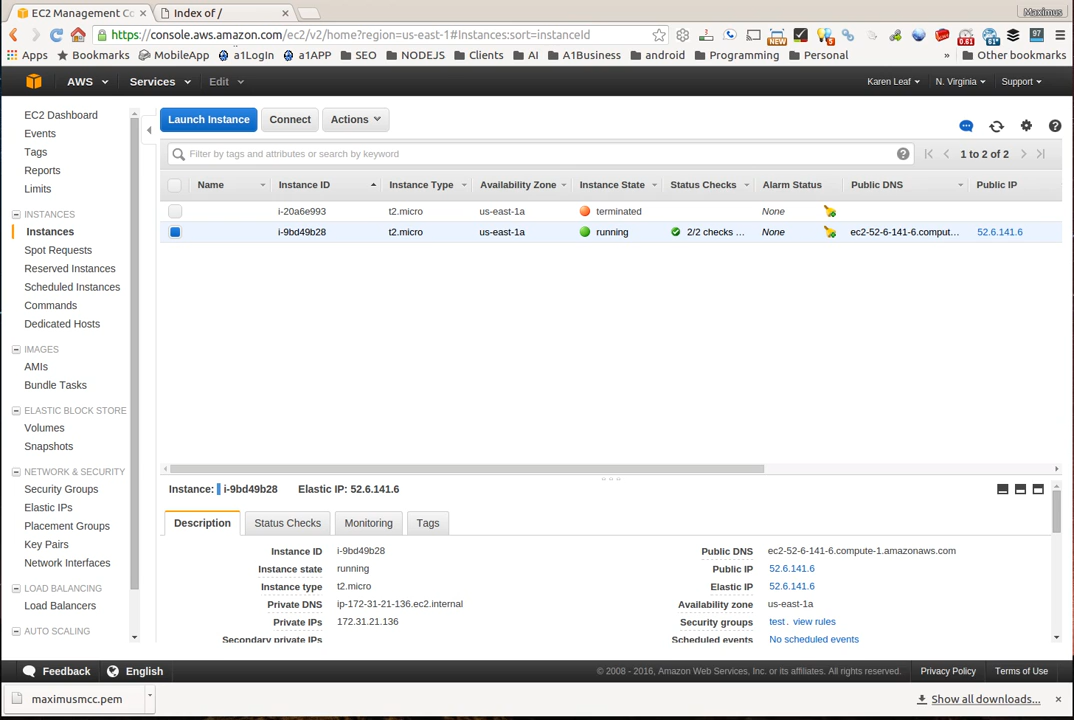 EC2 Management Co
Index of /
Maximus
https://console.aws.amazon.com/ec2/v2/home?region=us-east-1#Instances:sort=instanceId
NEW
5
0.61
61*
97
Apps
Bookmarks
MobileApp
a1LogIn
a1APP
SEO
NODEJS
Clients
AI
A1Business
android
Programming
Personal
»
Other bookmarks
AWS
Services
Edit
Karen Leaf
N. Virginia
Support
EC2 Dashboard
Events
Tags
Reports
Limits
INSTANCES
Instances
Spot Requests
Reserved Instances
Scheduled Instances
Commands
Dedicated Hosts
IMAGES
AMIs
Bundle Tasks
ELASTIC BLOCK STORE
Volumes
Snapshots
NETWORK & SECURITY
Security Groups
Elastic IPs
Placement Groups
Key Pairs
Network Interfaces
LOAD BALANCING
Load Balancers
AUTO SCALING
Launch Instance
Connect
Actions
Filter by tags and attributes or search by keyword
1 to 2 of 2
Name Instance ID Instance Type Availability Zone Instance State Status Checks Alarm Status Public DNS Public IP
i-20a6e993 t2.micro us-east-1a terminated None
i-9bd49b28 t2.micro us-east-1a running 2/2 checks ... None ec2-52-6-141-6.comput... 52.6.141.6
Instance: i-9bd49b28 Elastic IP: 52.6.141.6
Description Status Checks Monitoring Tags
Instance ID i-9bd49b28
Instance state running
Instance type t2.micro
Private DNS ip-172-31-21-136.ec2.internal
Private IPs 172.31.21.136
Secondary private IPs
Public DNS ec2-52-6-141-6.compute-1.amazonaws.com
Public IP 52.6.141.6
Elastic IP 52.6.141.6
Availability zone us-east-1a
Security groups test. view rules
Scheduled events No scheduled events
Feedback
English
© 2008 - 2016, Amazon Web Services, Inc. or its affiliates. All rights reserved.
Privacy Policy
Terms of Use
maximusmcc.pem
Show all downloads...